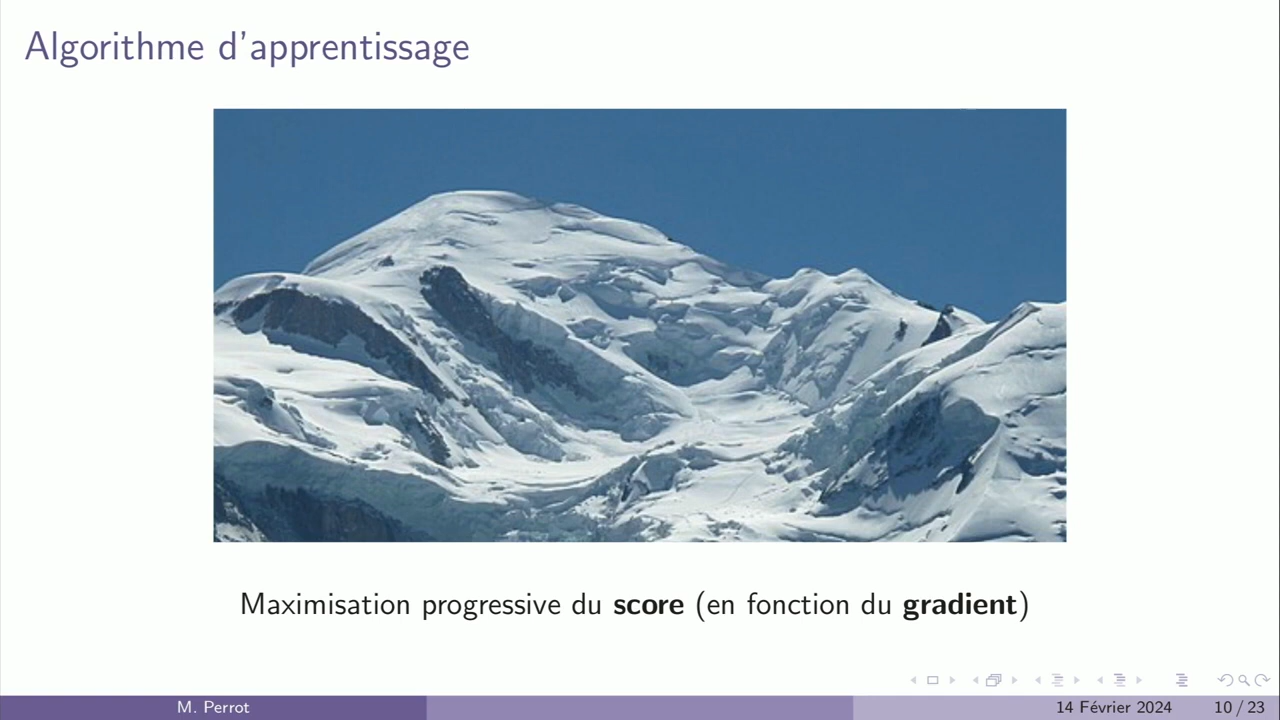 Algorithme d'apprentissage
Maximisation progressive du score (en fonction du gradient)
M. Perrot
14 Février 2024
10 / 23